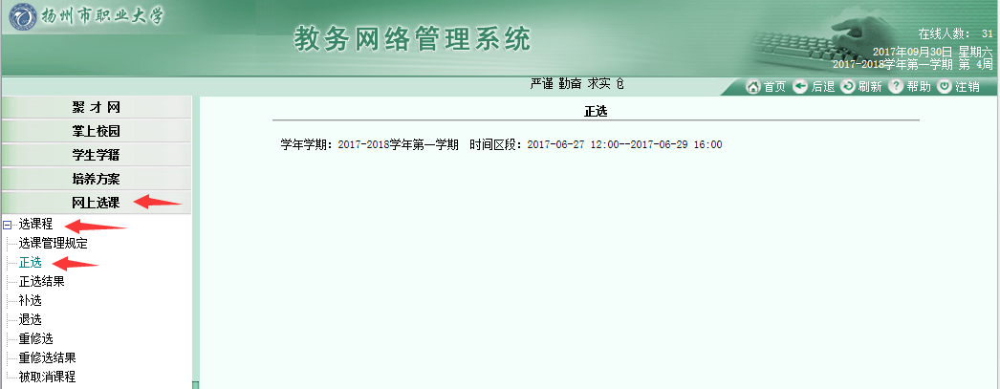 扬州市职业大学
教务网络管理系统
在线人数： 31
2017年09月30日 星期六
2017-2018学年第一学期 第 4周
严谨 勤奋 求实
首页 后退 刷新 帮助 注销
聚 才 网
掌上校园
学生学籍
培养方案
网上选课
选课程
选课管理规定
正选
正选结果
补选
退选
重修选
重修选结果
被取消课程
正选
学年学期：2017-2018学年第一学期 时间区段：2017-06-27 12:00--2017-06-29 16:00